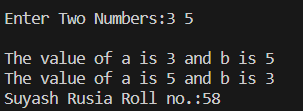 Enter Two Numbers:3 5
The value of a is 3 and b is 5
The value of a is 5 and b is 3
Suyash Rusia Roll no.:58